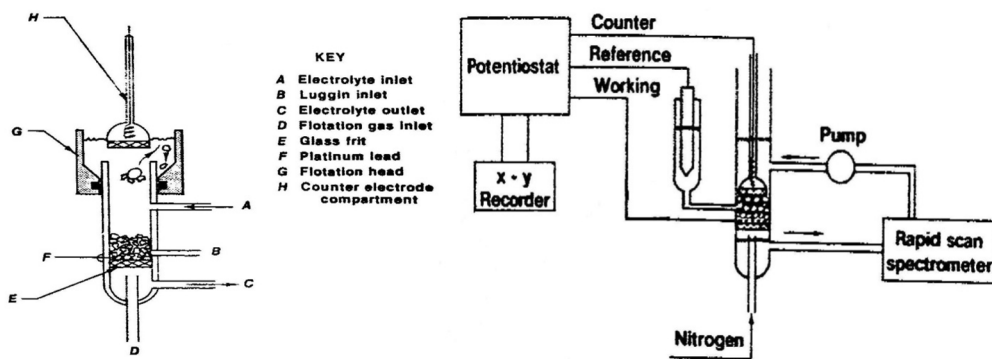 H
G
F
E
D
A
B
C
KEY
A Electrolyte inlet
B Luggin inlet
C Electrolyte outlet
D Flotation gas inlet
E Glass frit
F Platinum lead
G Flotation head
H Counter electrode
compartment
Potentiostat
Counter
Reference
Working
x - y
Recorder
Pump
Rapid scan
spectrometer
Nitrogen